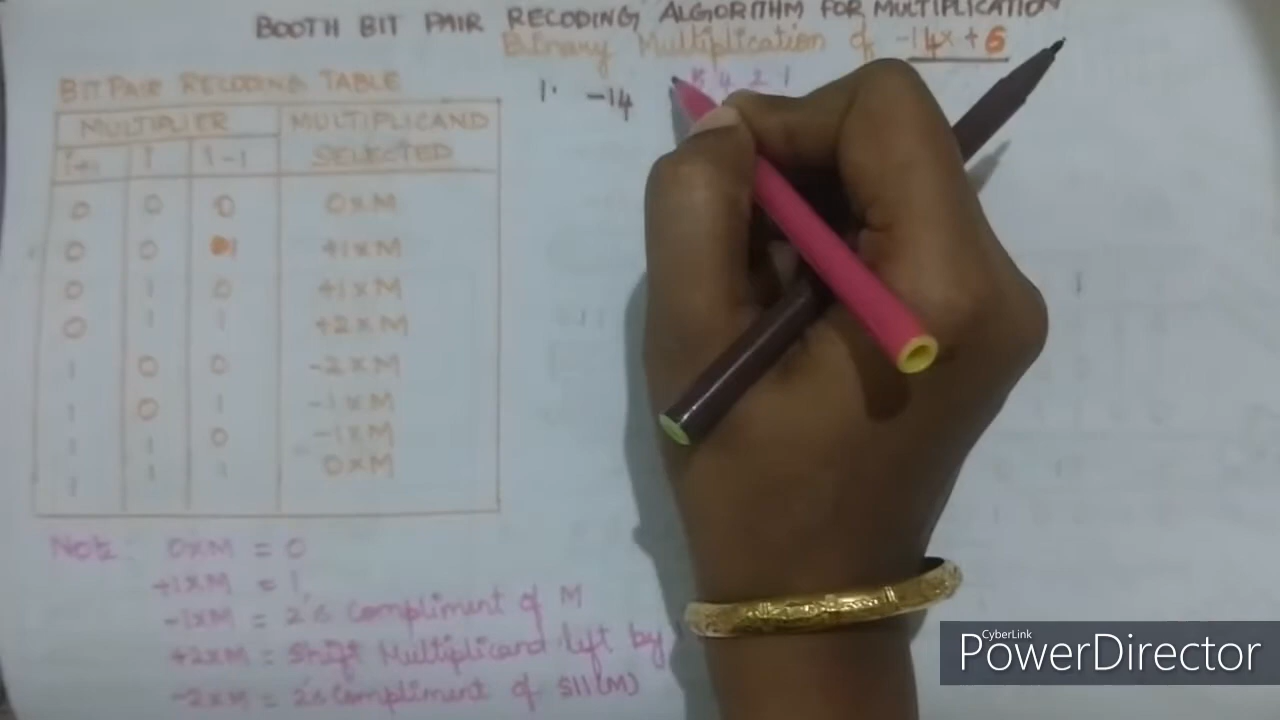 BOOTH BIT PAIR RECODING ALGORITHM FOR MULTIPLICATION
Binary Multiplication of -14 x + 6
BIT PAIR RECODING TABLE
MULTIPLIER MULTIPLICAND SELECTED
i+1 i i-1
0 0 0 0xM
0 0 1 +1xM
0 1 0 +1xM
0 1 1 +2xM
1 0 0 -2xM
1 0 1 -1xM
1 1 0 -1xM
1 1 1 0xM
Note 0xM = 0
+1xM = 1
-1xM = 2's Compliment of M
+2xM = Shift Multiplicand left by
-2xM = 2's Compliment of Sll(M)
1. -14
8 4 2 1
CyberLink
PowerDirector